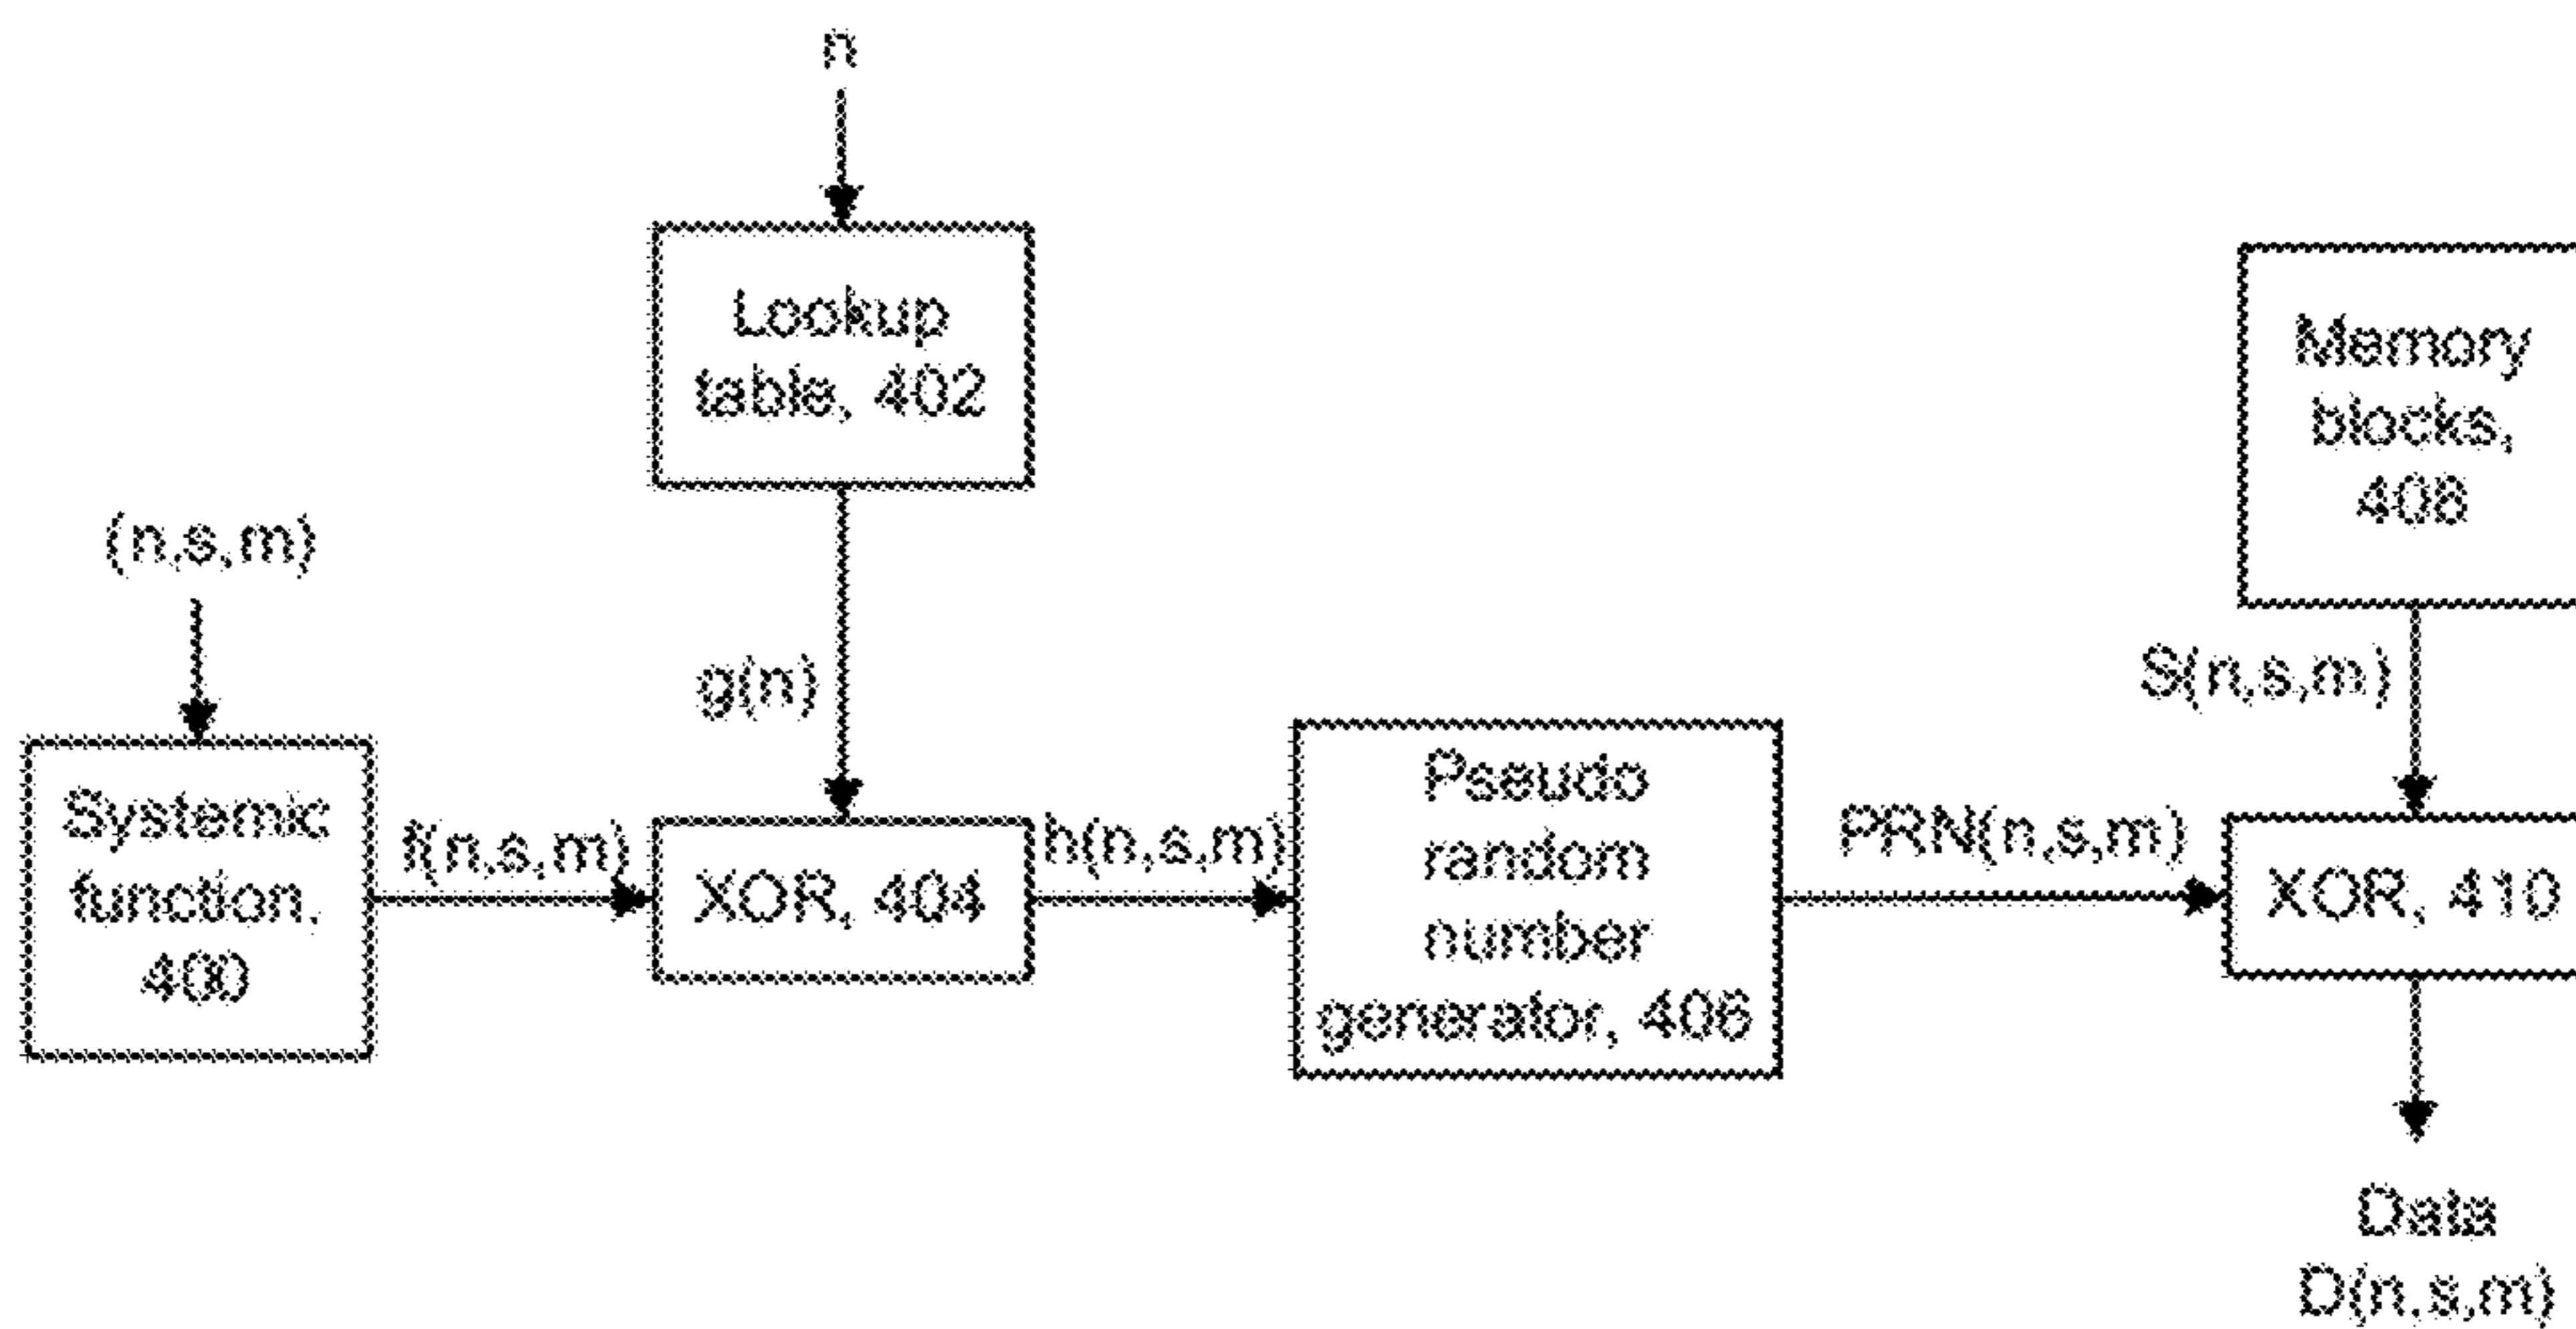 n
Lookup
table, 402
Memory
blocks,
408
(n,s,m)
g(n)
S(n,s,m)
Systemic
function,
400
f(n,s,m)
XOR, 404
h(n,s,m)
Pseudo
random
number
generator, 406
PRN(n,s,m)
XOR, 410
Data
D(n,s,m)